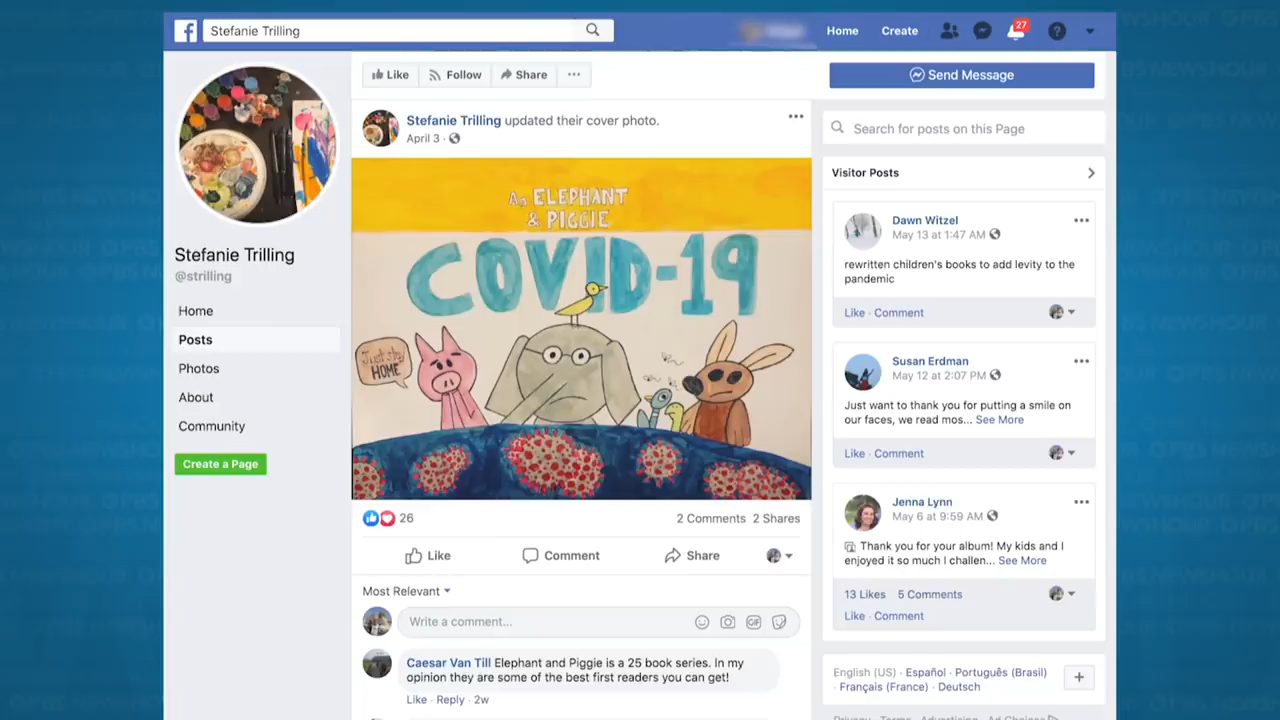 Stefanie Trilling
Home
Create
27
?
Stefanie Trilling
@strilling
Home
Posts
Photos
About
Community
Create a Page
Like
Follow
Share
Send Message
Stefanie Trilling updated their cover photo.
April 3 ·
An ELEPHANT
& PIGGIE
COVID-19
Just stay
HOME
26
2 Comments 2 Shares
Like
Comment
Share
Most Relevant
Write a comment...
GIF
Caesar Van Till Elephant and Piggie is a 25 book series. In my
opinion they are some of the best first readers you can get!
Like · Reply · 2w
Search for posts on this Page
Visitor Posts
Dawn Witzel
May 13 at 1:47 AM
rewritten children's books to add levity to the
pandemic
Like · Comment
Susan Erdman
May 12 at 2:07 PM
Just want to thank you for putting a smile on
our faces, we read mos... See More
Like · Comment
Jenna Lynn
May 6 at 9:59 AM
Thank you for your album! My kids and I
enjoyed it so much I challen... See More
13 Likes 5 Comments
Like · Comment
English (US) · Español · Português (Brasil)
· Français (France) · Deutsch
PBS NEWSHOUR